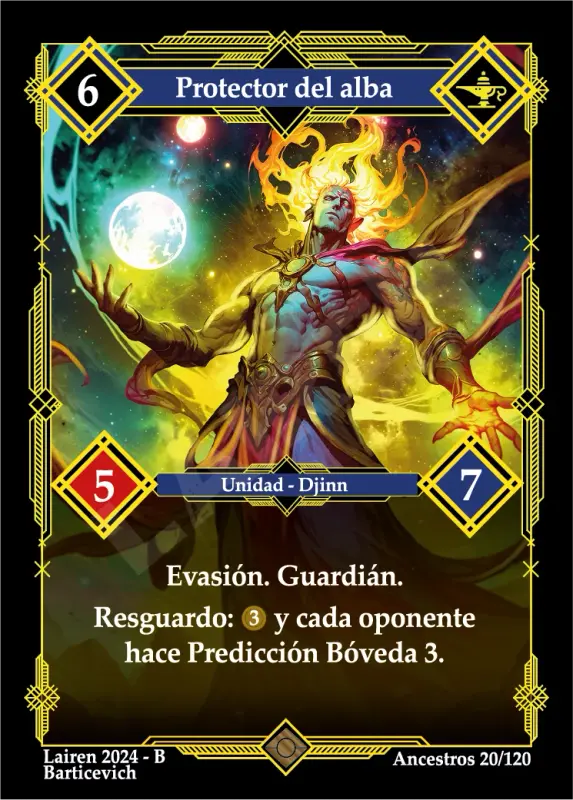 6
Protector del alba
5
Unidad - Djinn
7
Evasión. Guardián.
Resguardo: 3 y cada oponente
hace Predicción Bóveda 3.
Lairen 2024 - B
Barticevich
Ancestros 20/120